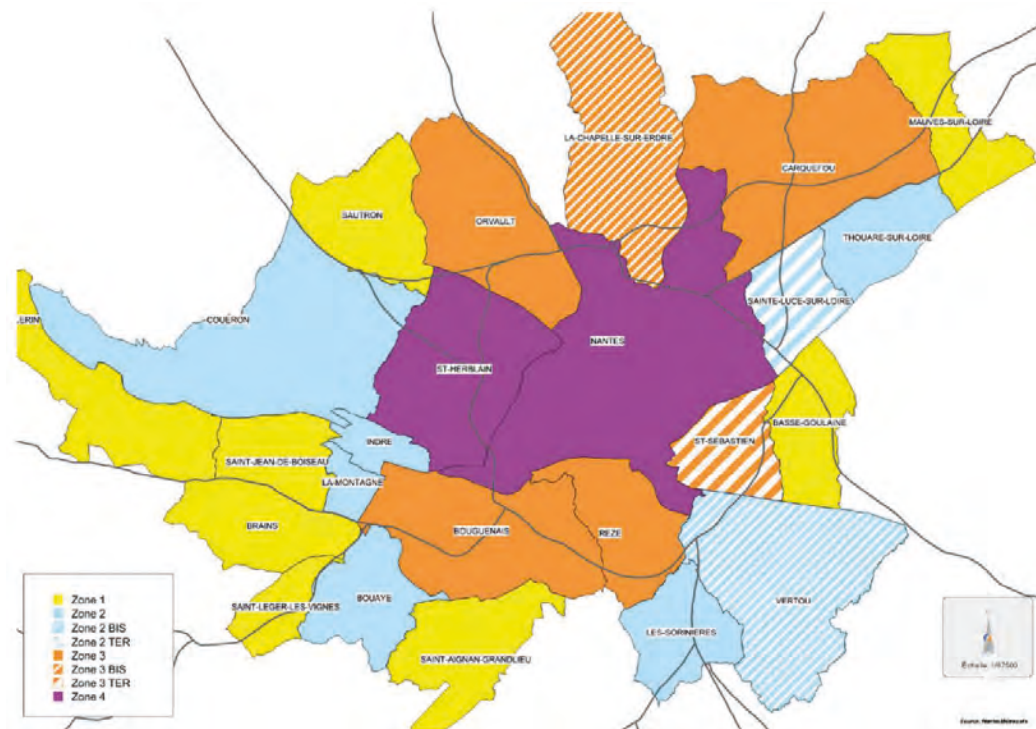 MAUVES-SUR-LOIRE
LA-CHAPELLE-SUR-ERDRE
CARQUEFOU
SAUTRON
ORVAULT
THOUARE-SUR-LOIRE
SAINTE-LUCE-SUR-LOIRE
LERIN
COUËRON
NANTES
ST-HERBLAIN
BASSE-GOULAINE
ST-SEBASTIEN
INDRE
SAINT-JEAN-DE-BOISEAU
LA-MONTAGNE
BRAINS
BOUGUENAIS
REZE
SAINT-LEGER-LES-VIGNES
BOUAYE
VERTOU
LES-SORINIERES
SAINT-AIGNAN-GRANDLIEU
Zone 1
Zone 2
Zone 2 BIS
Zone 2 TER
Zone 3
Zone 3 BIS
Zone 3 TER
Zone 4